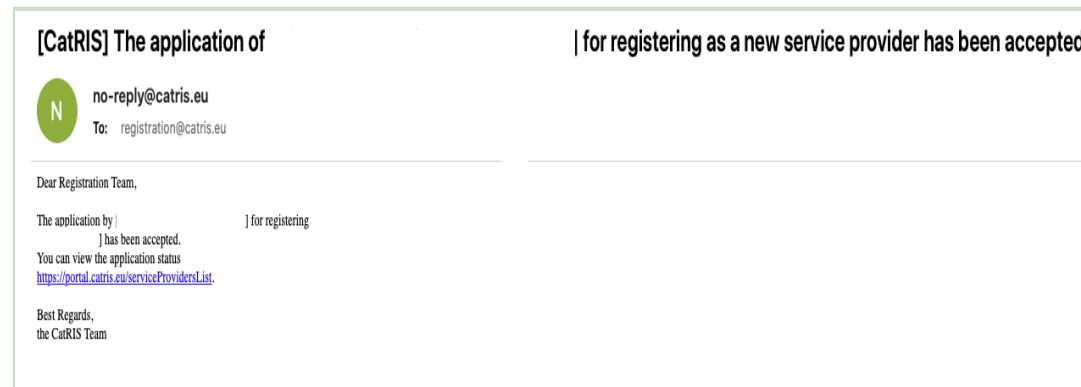 [CatRIS] The application of ] for registering as a new service provider has been accepted
N
no-reply@catris.eu
To: registration@catris.eu
Dear Registration Team,
The application by [ ] for registering
] has been accepted.
You can view the application status
https://portal.catris.eu/serviceProvidersList.
Best Regards,
the CatRIS Team